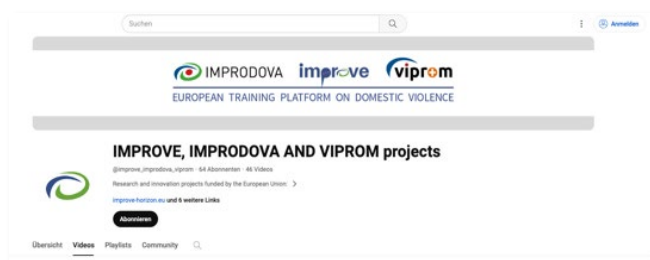 Suchen
Anmelden
IMPRODOVA improve viprom
EUROPEAN TRAINING PLATFORM ON DOMESTIC VIOLENCE
IMPROVE, IMPRODOVA AND VIPROM projects
@improve_improdova_viprom · 64 Abonnenten · 46 Videos
Research and innovation projects funded by the European Union:
improve-horizon.eu und 6 weitere Links
Abonnieren
Übersicht Videos Playlists Community